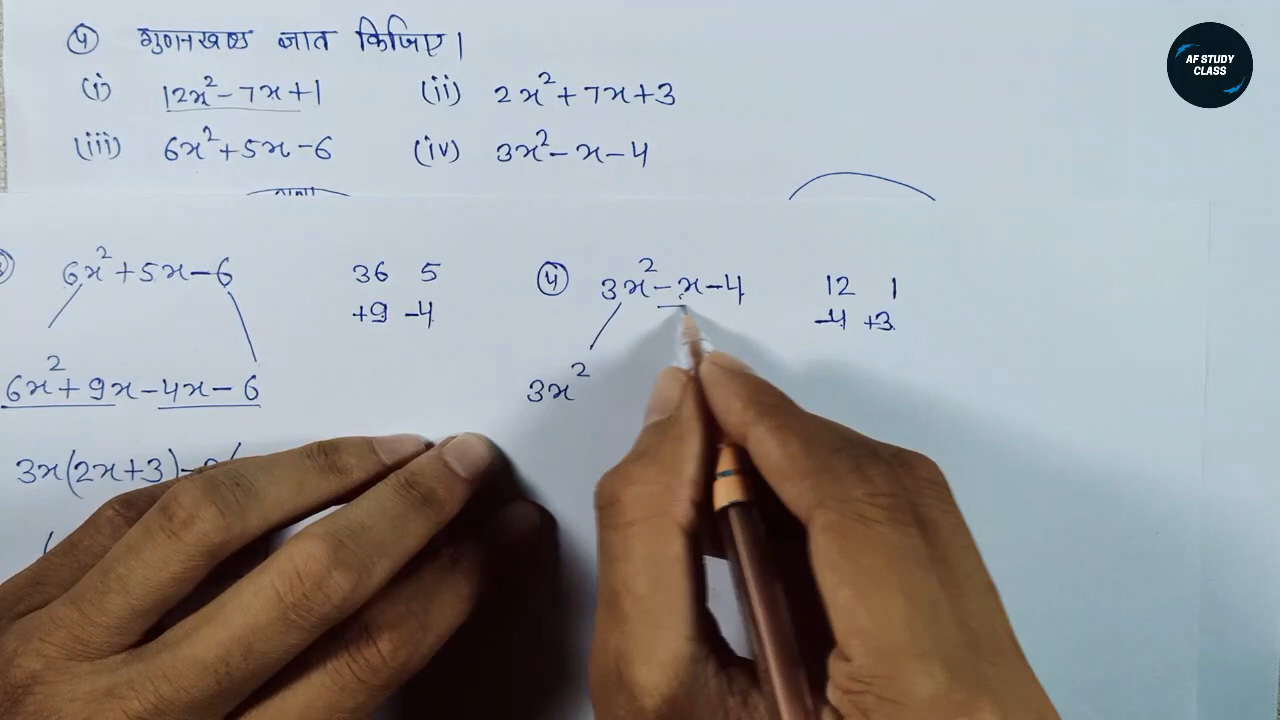 ५ गुणनखण्ड ज्ञात किजिए।
(i) 12x² - 7x + 1 (ii) 2x² + 7x + 3
(iii) 6x² + 5x - 6 (iv) 3x² - x - 4
AF STUDY
CLASS
6x² + 5x - 6 36 5
+9 -4
6x² + 9x - 4x - 6
3x(2x+3) -
④ 3x² - x - 4 12 1
-4 +3
3x²